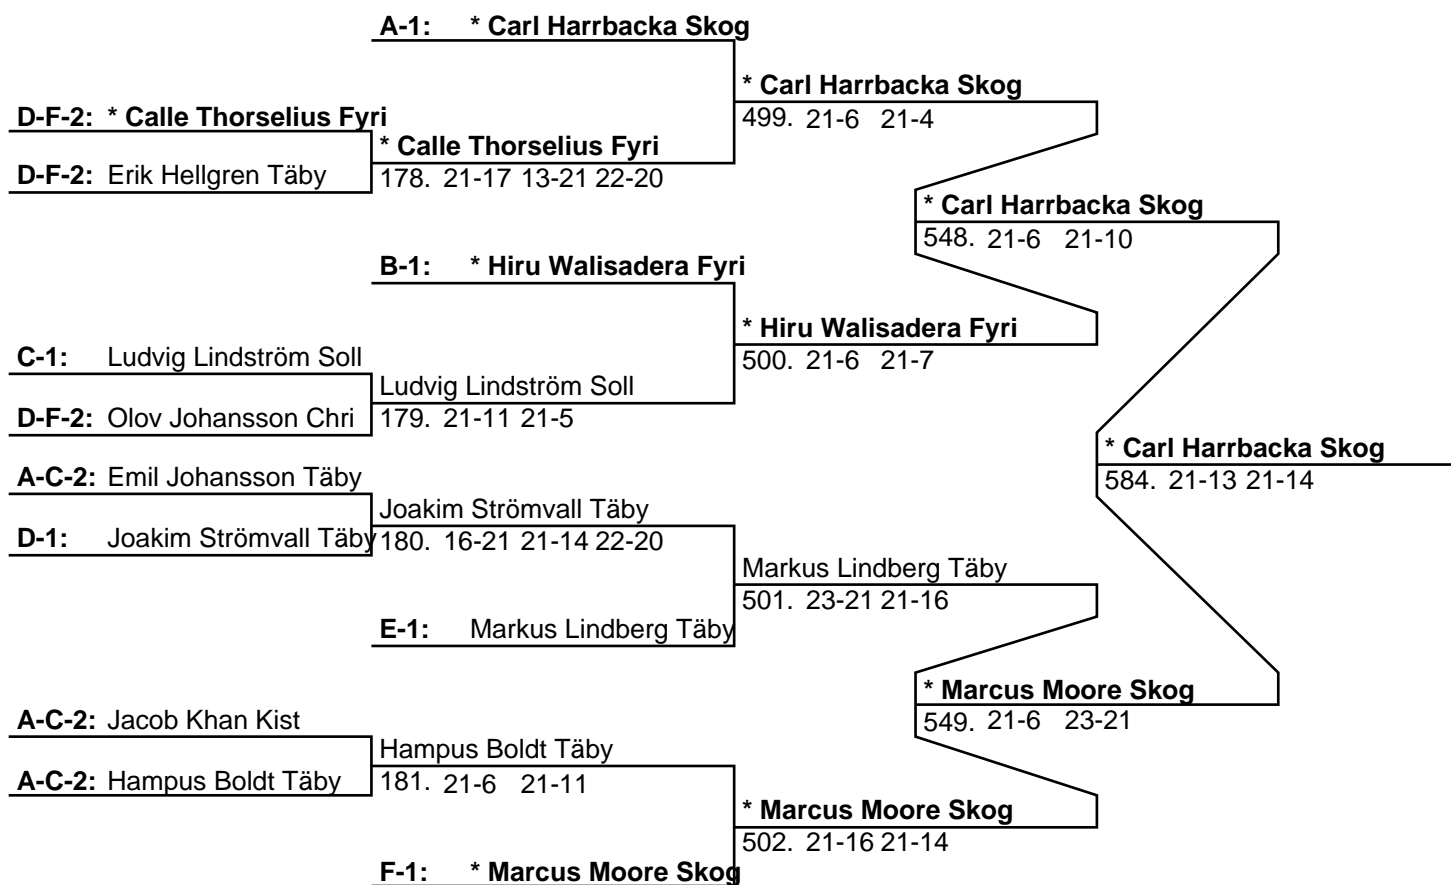 A-1: * Carl Harrbacka Skog
* Carl Harrbacka Skog
499. 21-6 21-4
D-F-2: * Calle Thorselius Fyri
* Calle Thorselius Fyri
D-F-2: Erik Hellgren Täby
178. 21-17 13-21 22-20
* Carl Harrbacka Skog
548. 21-6 21-10
B-1: * Hiru Walisadera Fyri
* Hiru Walisadera Fyri
500. 21-6 21-7
C-1: Ludvig Lindström Soll
Ludvig Lindström Soll
D-F-2: Olov Johansson Chri
179. 21-11 21-5
* Carl Harrbacka Skog
584. 21-13 21-14
A-C-2: Emil Johansson Täby
Joakim Strömvall Täby
D-1: Joakim Strömvall Täby
180. 16-21 21-14 22-20
Markus Lindberg Täby
501. 23-21 21-16
E-1: Markus Lindberg Täby
* Marcus Moore Skog
549. 21-6 23-21
A-C-2: Jacob Khan Kist
Hampus Boldt Täby
A-C-2: Hampus Boldt Täby
181. 21-6 21-11
* Marcus Moore Skog
502. 21-16 21-14
F-1: * Marcus Moore Skog